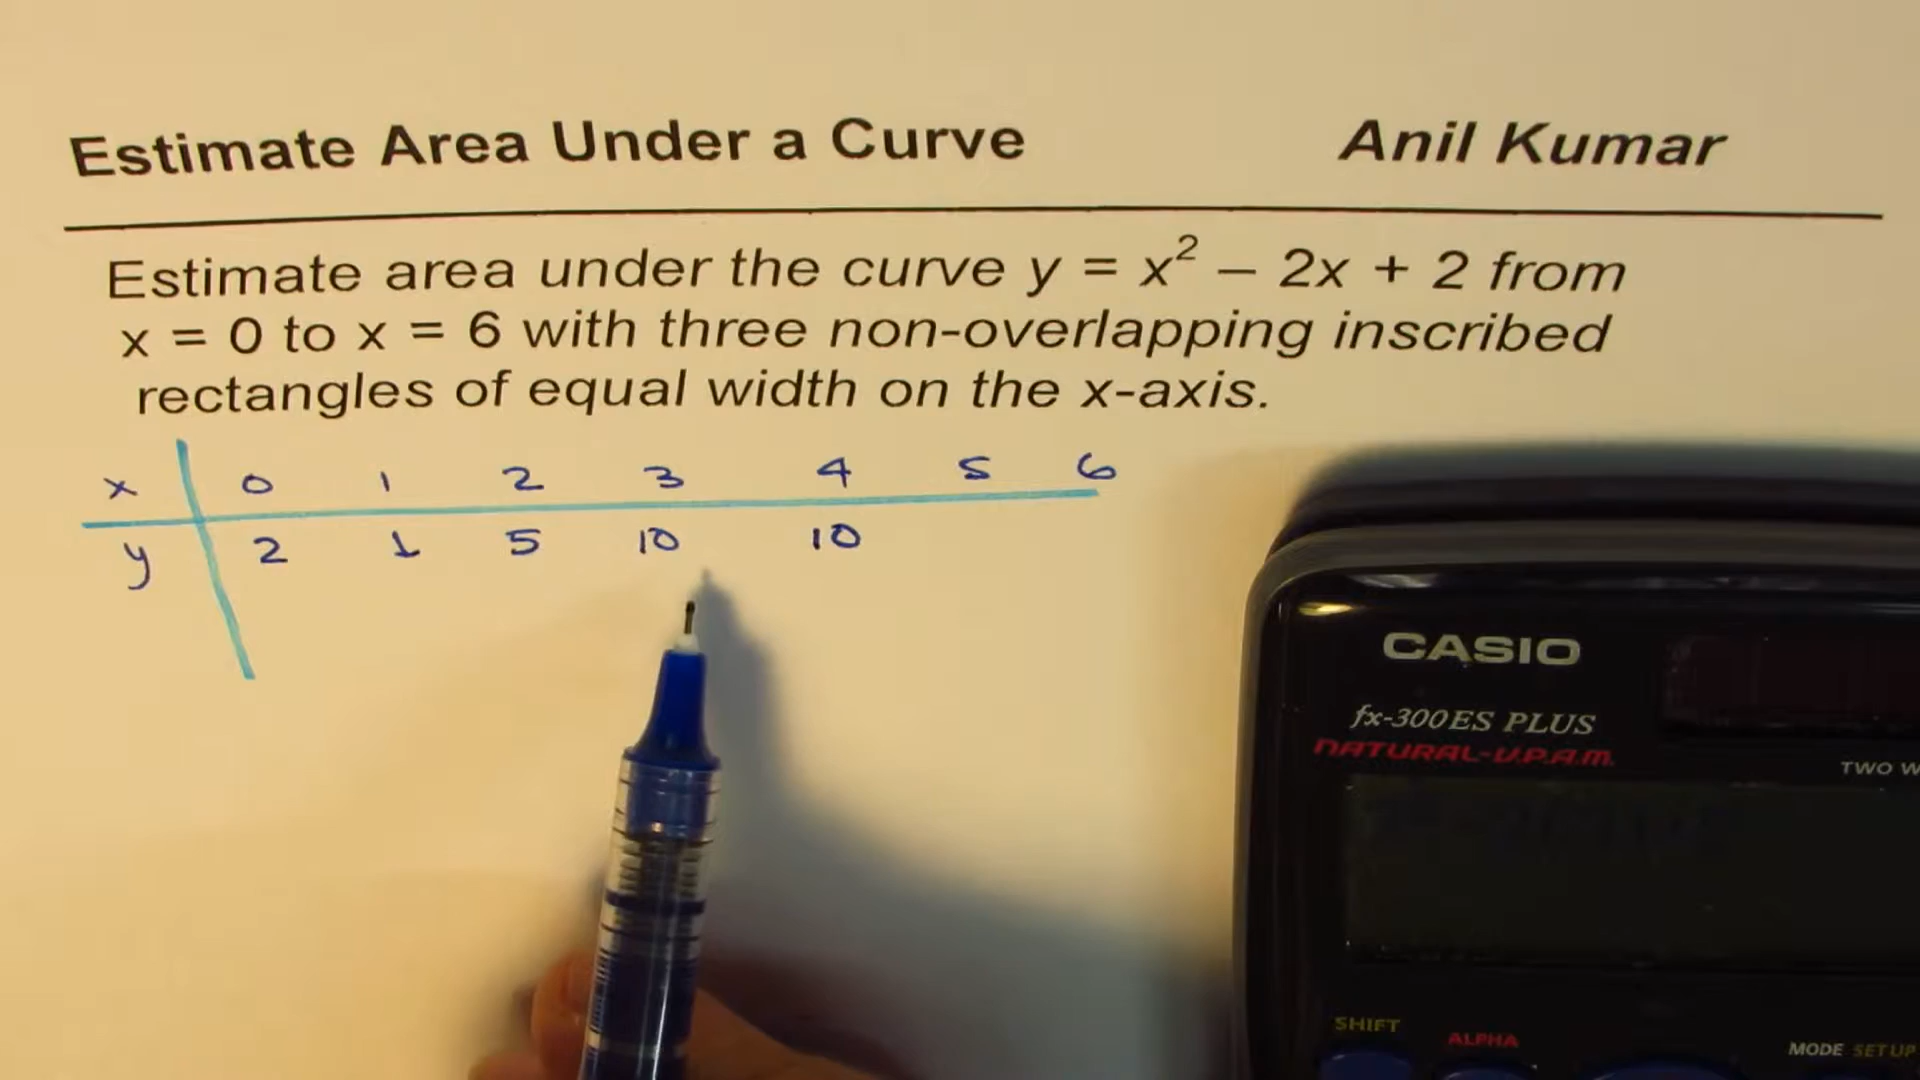 Estimate Area Under a Curve Anil Kumar
Estimate area under the curve y = x² – 2x + 2 from
x = 0 to x = 6 with three non-overlapping inscribed
rectangles of equal width on the x-axis.
x 0 1 2 3 4 5 6
y 2 1 5 10 10
CASIO
fx-300ES PLUS
NATURAL-V.P.A.M.
TWO W
SHIFT
ALPHA
MODE SETUP